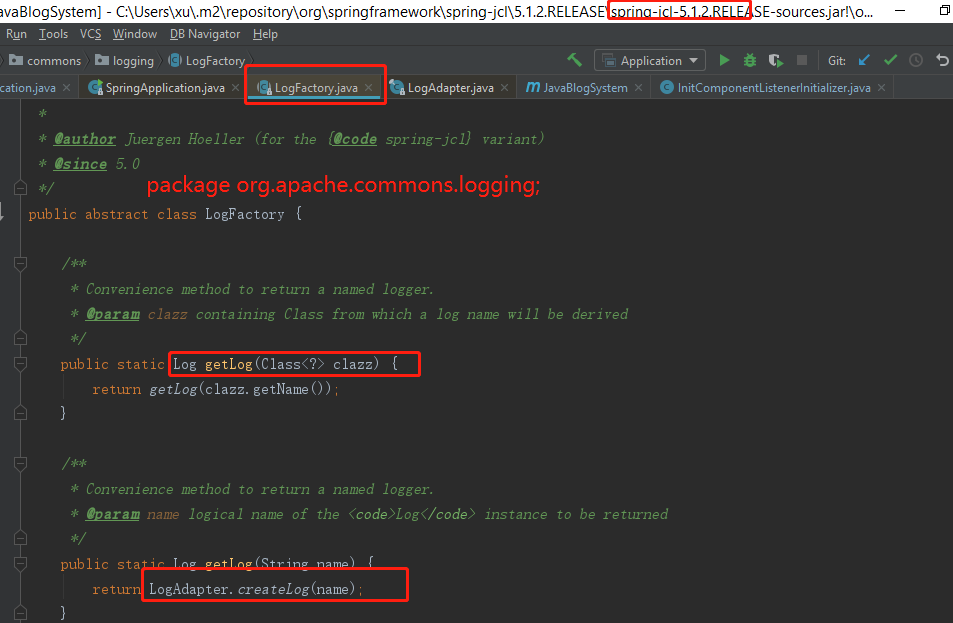 avaBlogSystem] - C:\Users\xu\.m2\repository\org\springframework\spring-jcl\5.1.2.RELEASE\spring-jcl-5.1.2.RELEASE-sources.jar!\o...
Run Tools VCS Window DB Navigator Help
commons logging LogFactory Application Git:
cation.java SpringApplication.java LogFactory.java LogAdapter.java JavaBlogSystem InitComponentListenerInitializer.java
*
* @author Juergen Hoeller (for the {@code spring-jcl} variant)
* @since 5.0
*/
package org.apache.commons.logging;
public abstract class LogFactory {
/**
* Convenience method to return a named logger.
* @param clazz containing Class from which a log name will be derived
*/
public static Log getLog(Class<?> clazz) {
return getLog(clazz.getName());
}
/**
* Convenience method to return a named logger.
* @param name logical name of the <code>Log</code> instance to be returned
*/
public static Log getLog(String name) {
return LogAdapter.createLog(name);
}